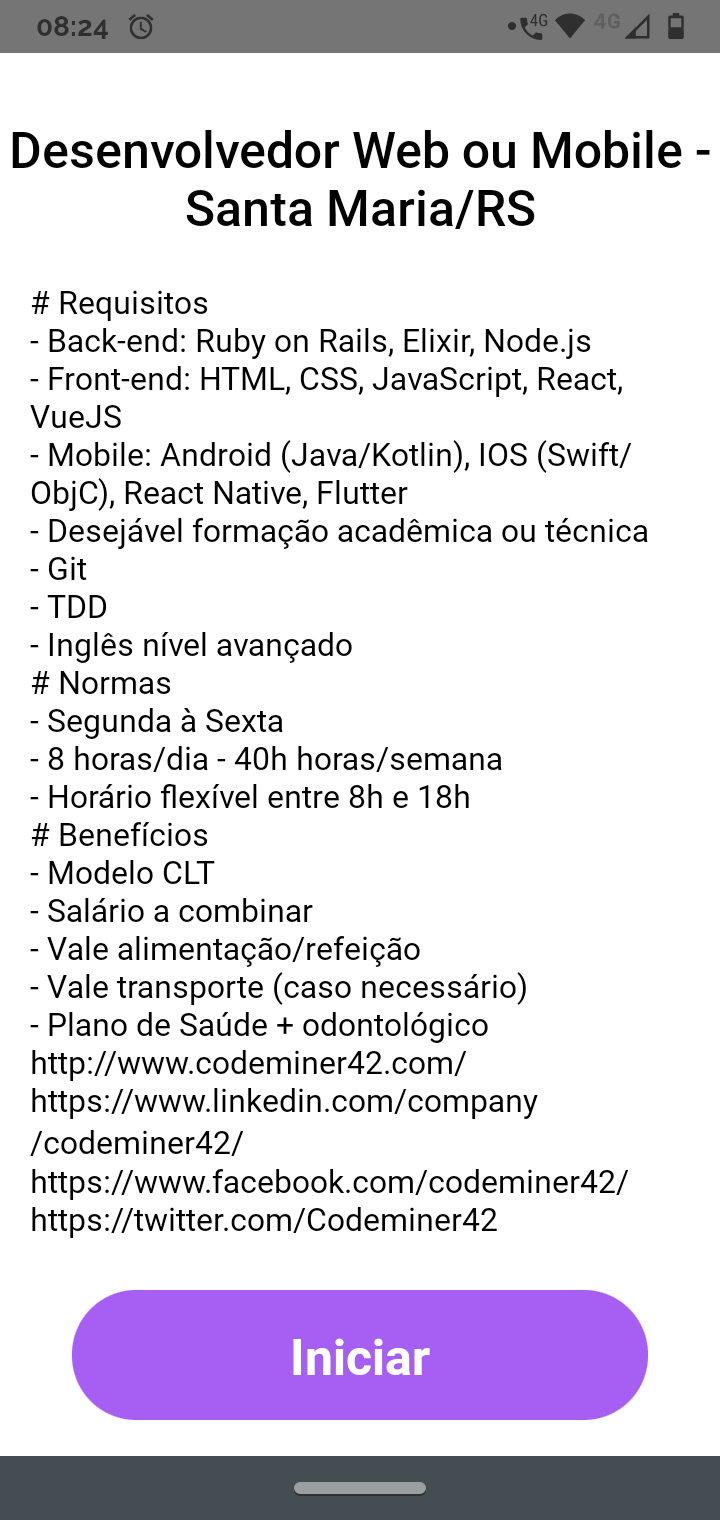 08:24
4G
4G
Desenvolvedor Web ou Mobile -
Santa Maria/RS
# Requisitos
- Back-end: Ruby on Rails, Elixir, Node.js
- Front-end: HTML, CSS, JavaScript, React,
VueJS
- Mobile: Android (Java/Kotlin), IOS (Swift/
ObjC), React Native, Flutter
- Desejável formação acadêmica ou técnica
- Git
- TDD
- Inglês nível avançado
# Normas
- Segunda à Sexta
- 8 horas/dia - 40h horas/semana
- Horário flexível entre 8h e 18h
# Benefícios
- Modelo CLT
- Salário a combinar
- Vale alimentação/refeição
- Vale transporte (caso necessário)
- Plano de Saúde + odontológico
http://www.codeminer42.com/
https://www.linkedin.com/company
/codeminer42/
https://www.facebook.com/codeminer42/
https://twitter.com/Codeminer42
Iniciar